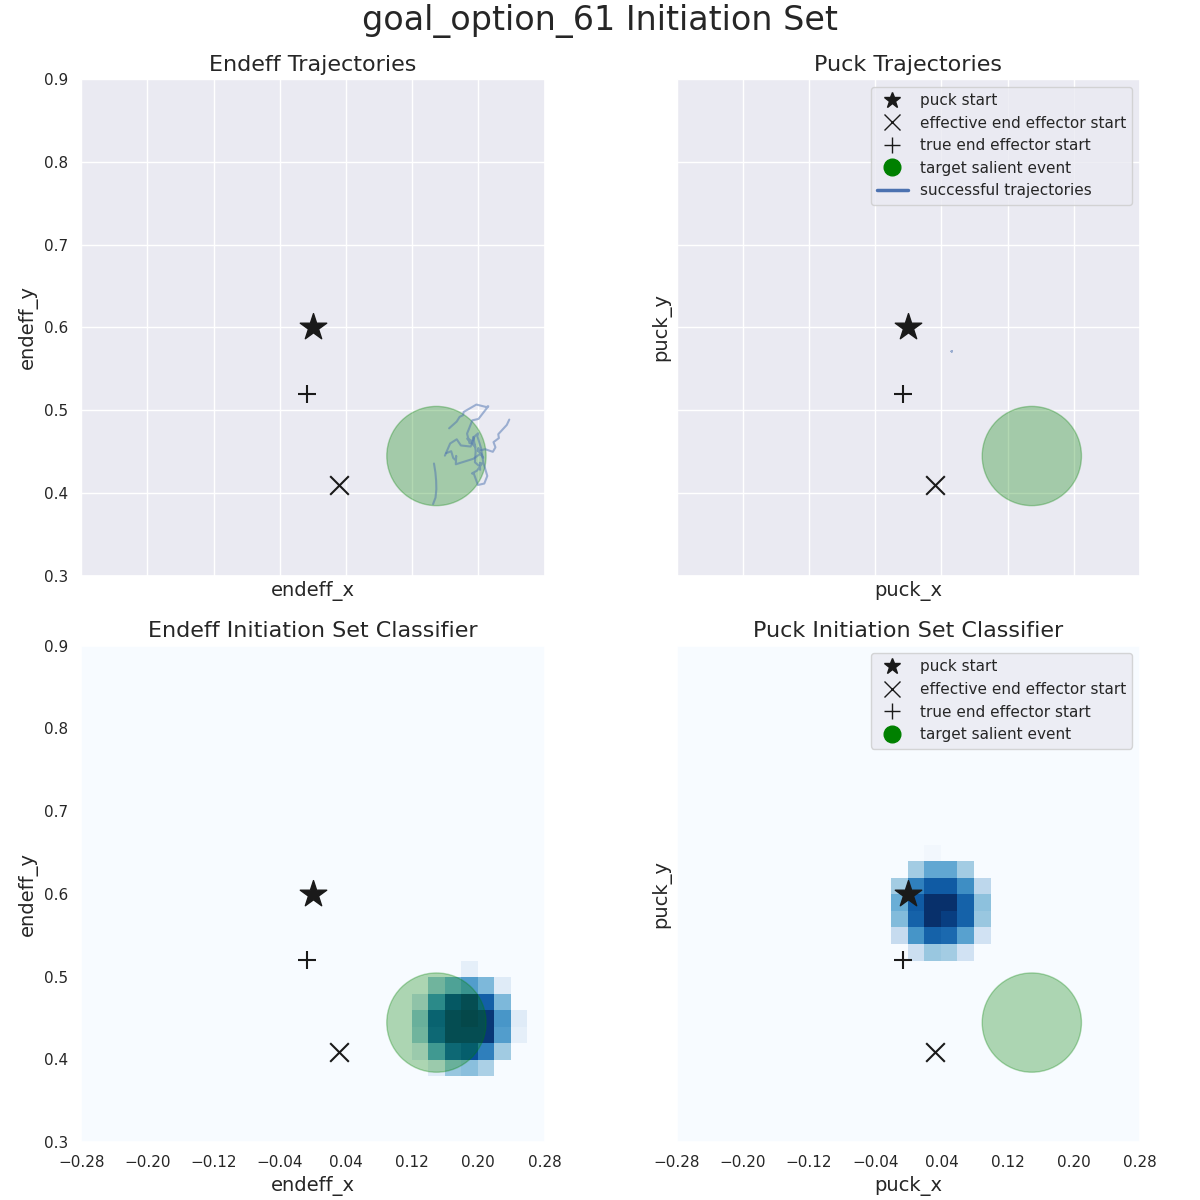 goal_option_61 Initiation Set
Endeff Trajectories
0.9
0.8
0.7
0.6
0.5
0.4
0.3
endeff_y
endeff_x
Puck Trajectories
puck start
effective end effector start
true end effector start
target salient event
successful trajectories
puck_y
puck_x
Endeff Initiation Set Classifier
0.9
0.8
0.7
0.6
0.5
0.4
0.3
endeff_y
−0.28 −0.20 −0.12 −0.04 0.04 0.12 0.20 0.28
endeff_x
Puck Initiation Set Classifier
puck start
effective end effector start
true end effector start
target salient event
puck_y
−0.28 −0.20 −0.12 −0.04 0.04 0.12 0.20 0.28
puck_x